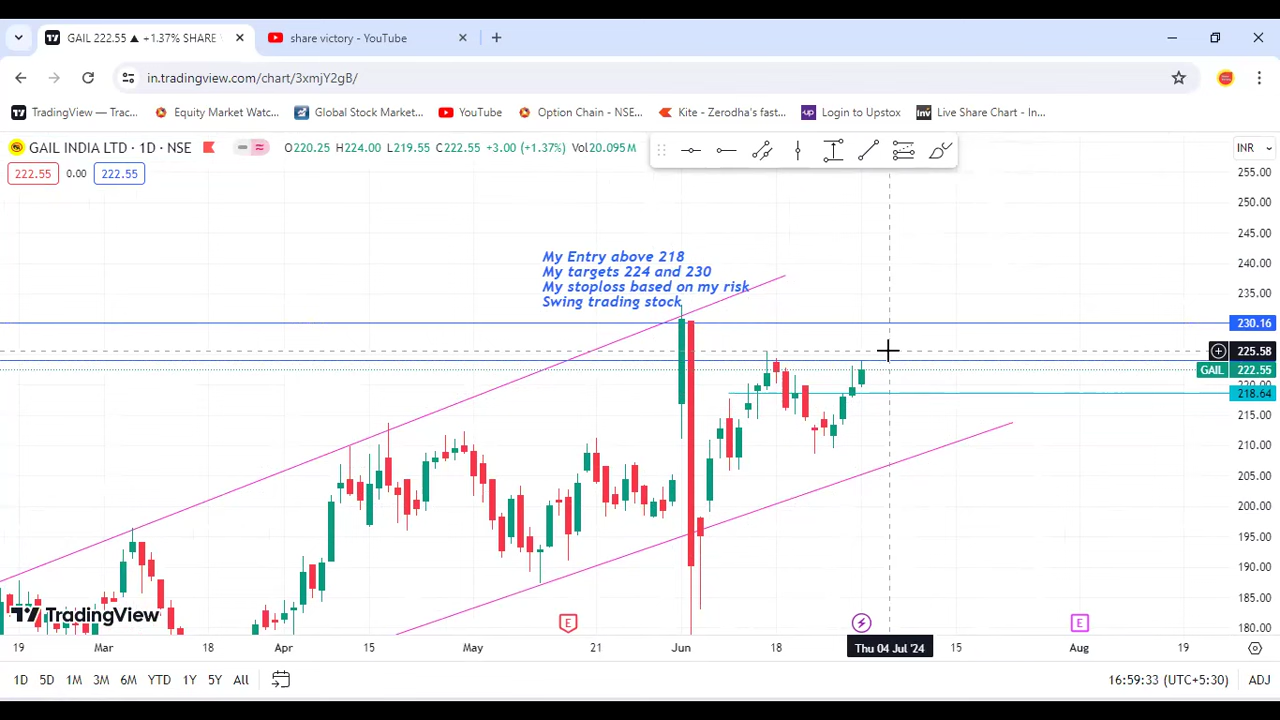 GAIL 222.55 ▲ +1.37% SHARE
share victory - YouTube
in.tradingview.com/chart/3xmjY2gB/
TradingView — Trac...
Equity Market Watc...
Global Stock Market...
YouTube
Option Chain - NSE...
Kite - Zerodha's fast...
Login to Upstox
Live Share Chart - In...
GAIL INDIA LTD · 1D · NSE
O220.25 H224.00 L219.55 C222.55 +3.00 (+1.37%) Vol20.095M
INR
222.55 0.00 222.55
255.00
250.00
245.00
240.00
235.00
230.16
225.58
GAIL 222.55
220.00
218.64
215.00
210.00
205.00
200.00
195.00
190.00
185.00
180.00
My Entry above 218
My targets 224 and 230
My stoploss based on my risk
Swing trading stock
TradingView
E
E
19 Mar 18 Apr 15 May 21 Jun 18 Thu 04 Jul '24 15 Aug 19
1D 5D 1M 3M 6M YTD 1Y 5Y All
16:59:33 (UTC+5:30) ADJ